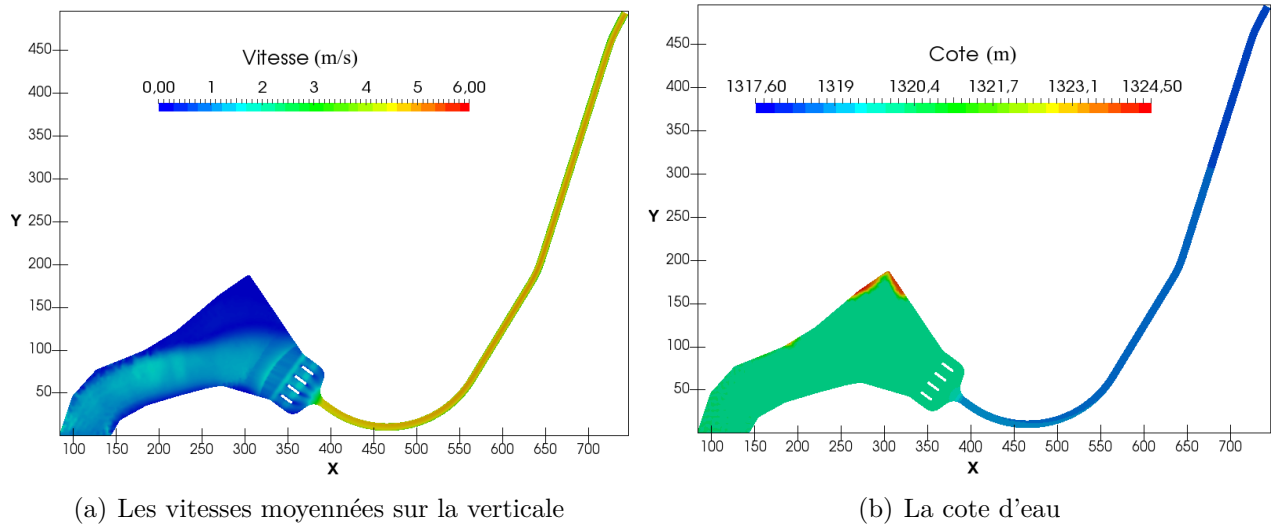 Vitesse (m/s)
0,00 1 2 3 4 5 6,00
450
400
350
300
250
200
150
100
50
Y
100 150 200 250 300 350 400 450 500 550 600 650 700
X
(a) Les vitesses moyennées sur la verticale
Cote (m)
1317,60 1319 1320,4 1321,7 1323,1 1324,50
450
400
350
300
250
200
150
100
50
Y
100 150 200 250 300 350 400 450 500 550 600 650 700
X
(b) La cote d'eau